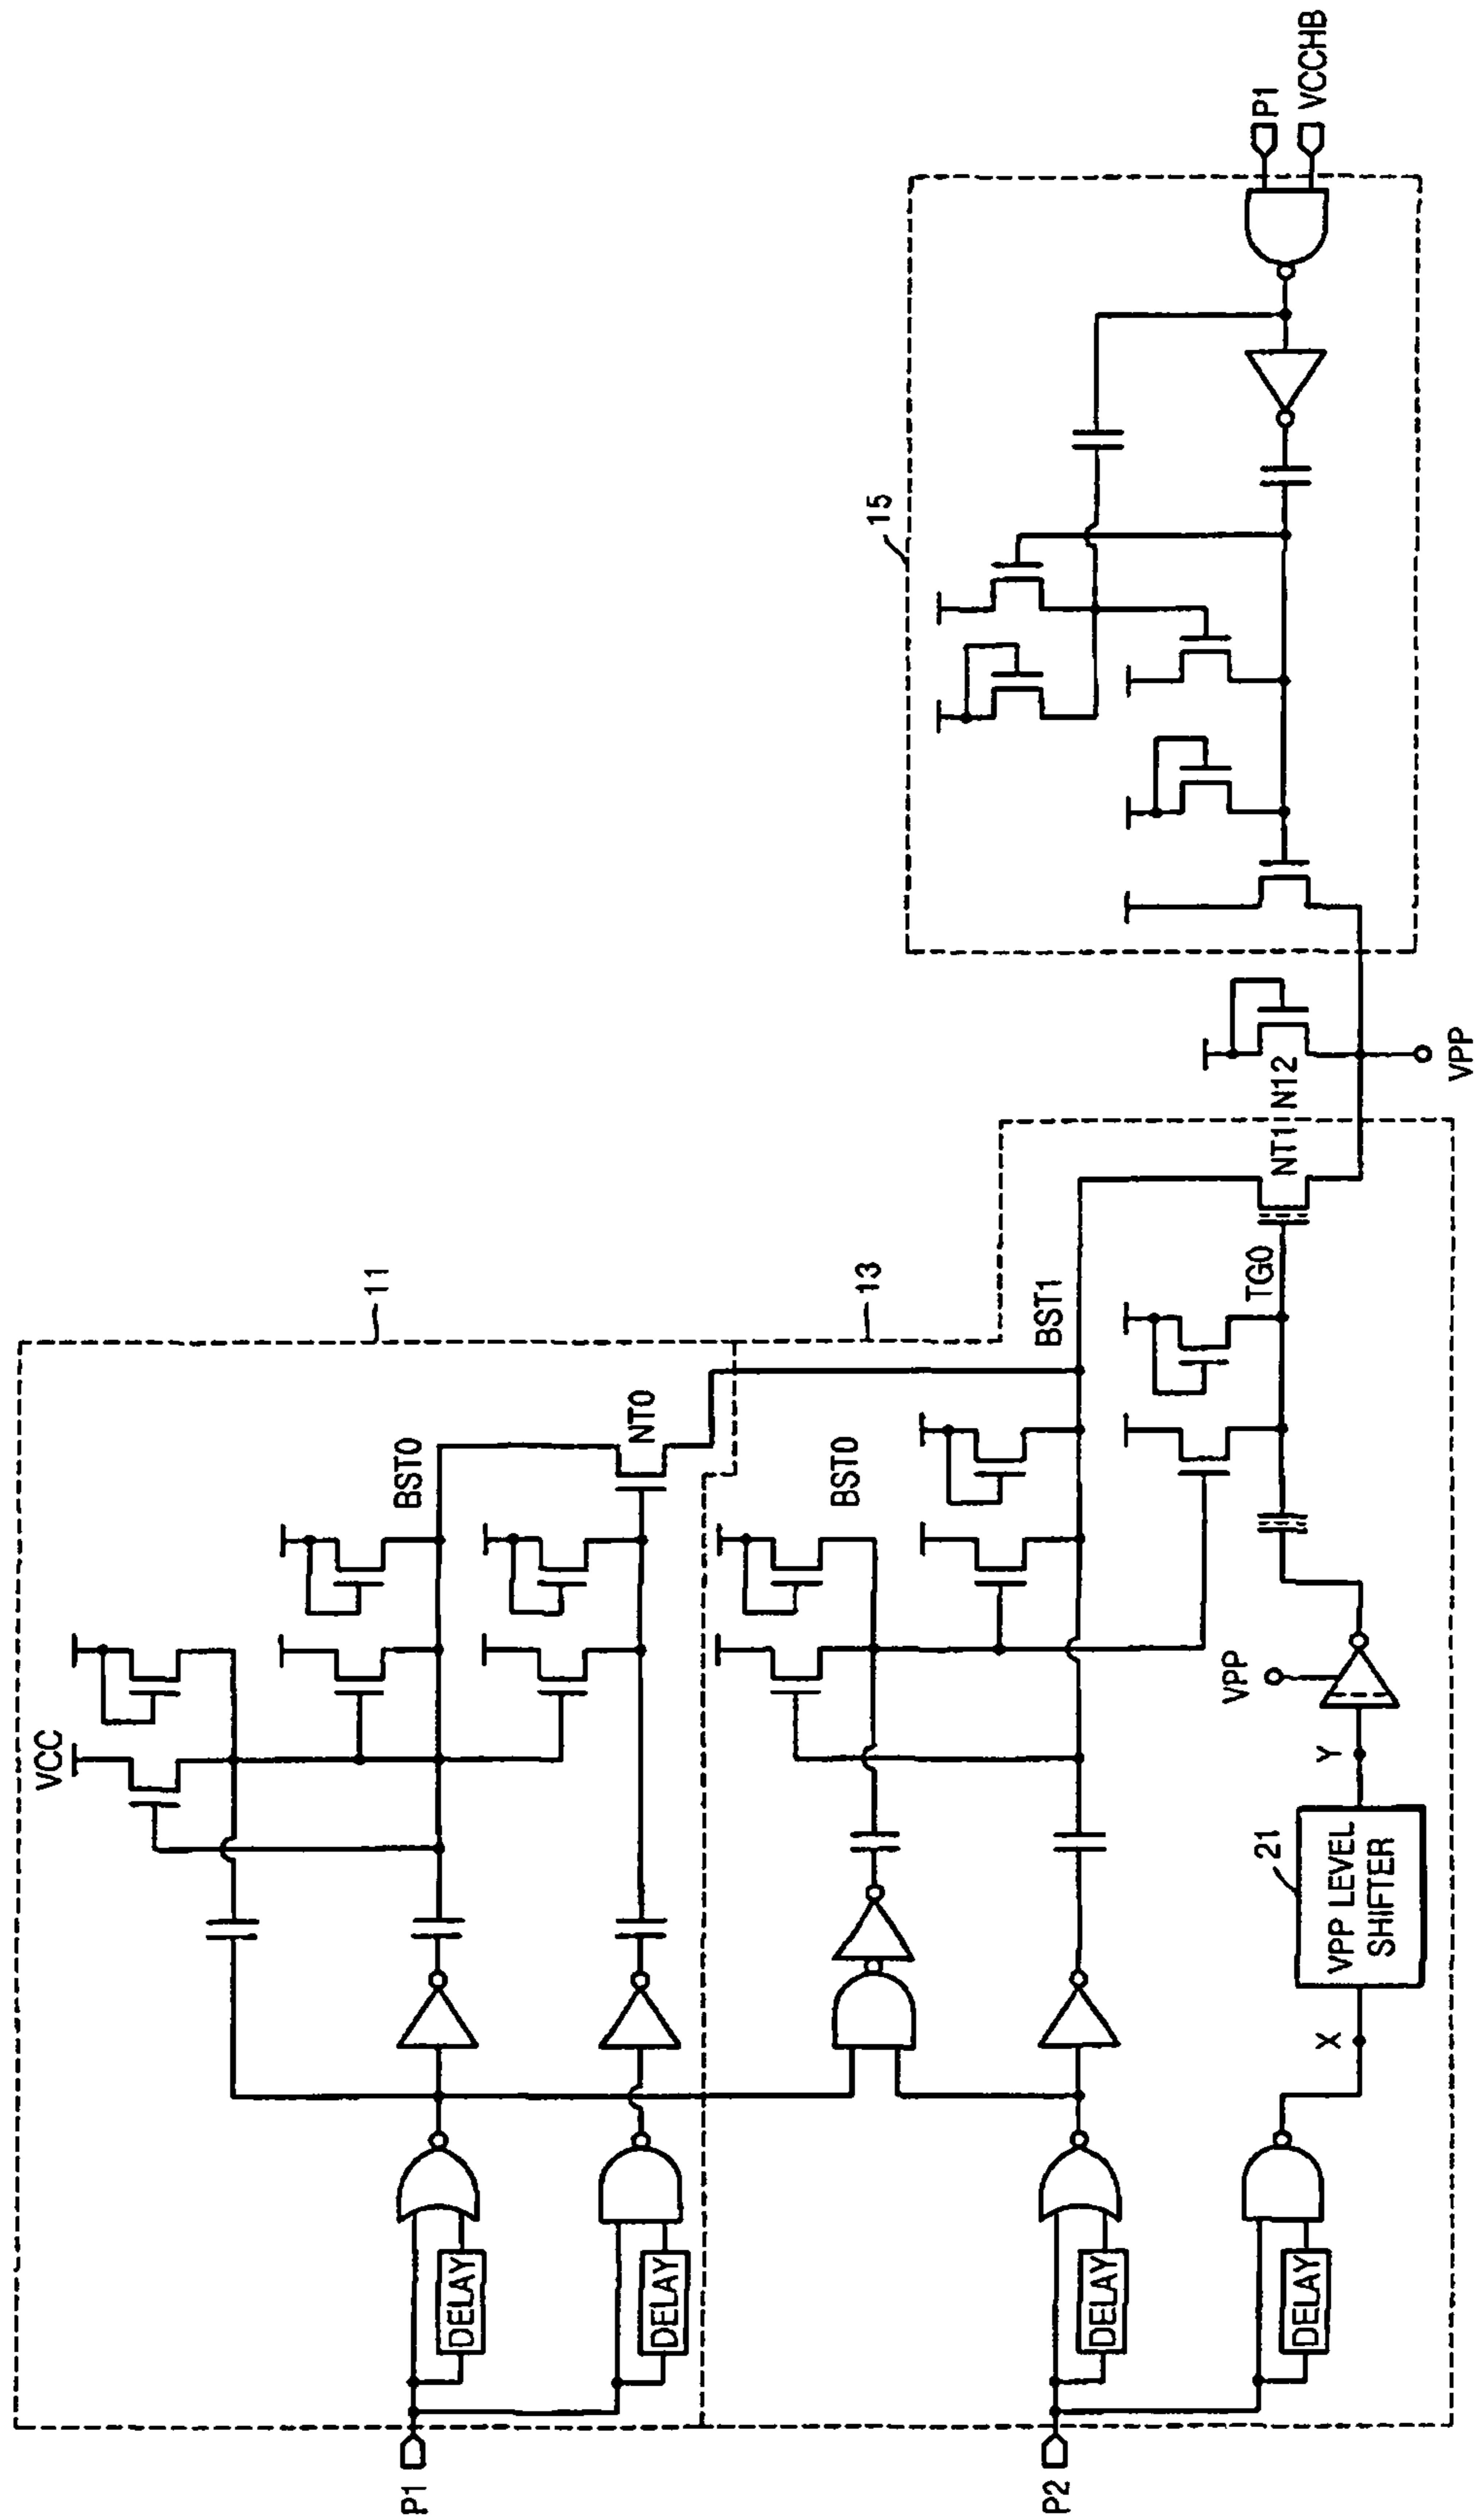 VCC
BST0
NT0
11
P1
DELAY
DELAY
BST0
BST1
13
P2
DELAY
DELAY
X
VPP LEVEL
SHIFTER
21
Y
VPP
TG0
NT1
N12
VPP
15
P1
VCCHB